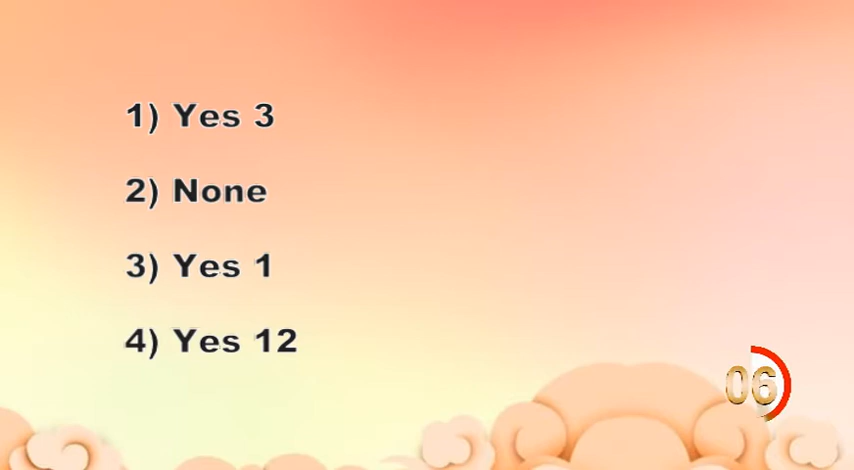 1) Yes 3
2) None
3) Yes 1
4) Yes 12
06